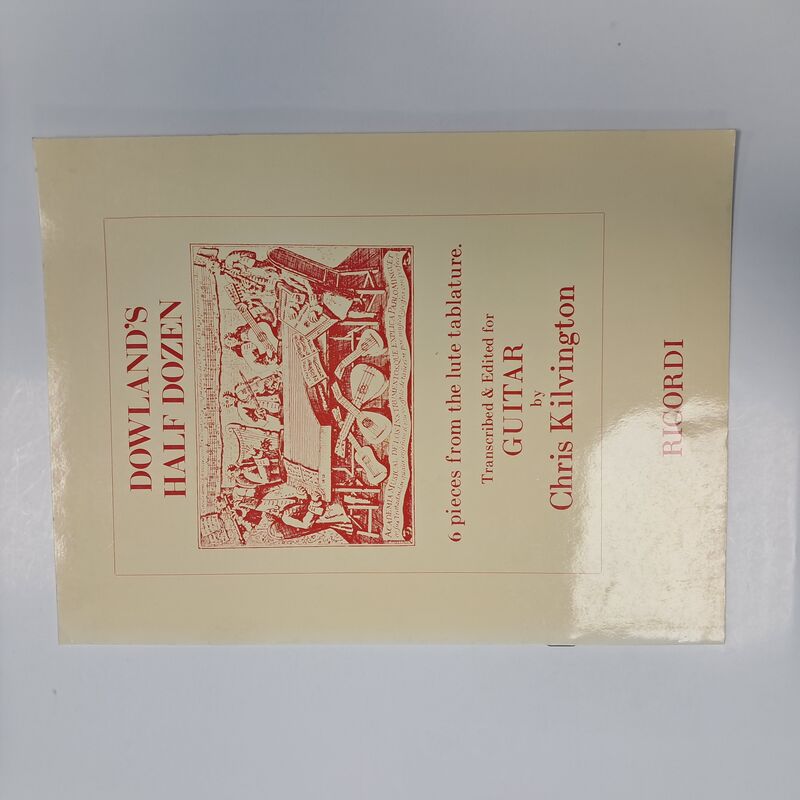 DOWLAND'S
HALF DOZEN
6 pieces from the lute tablature.
Transcribed & Edited for
GUITAR
by
Chris Kilvington
RICORDI